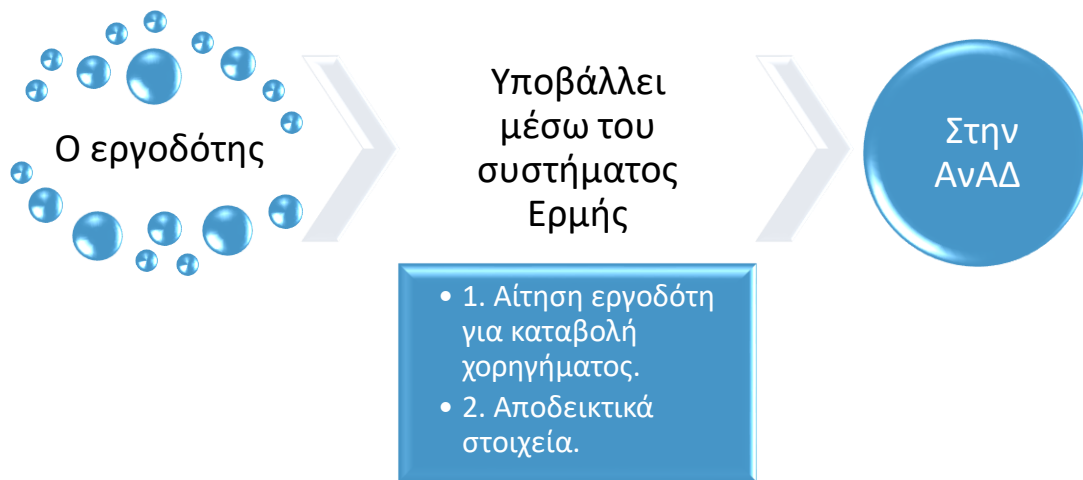 Ο εργοδότης
Υποβάλλει
μέσω του
συστήματος
Ερμής
• 1. Αίτηση εργοδότη
για καταβολή
χορηγήματος.
• 2. Αποδεικτικά
στοιχεία.
Στην
ΑνΑΔ